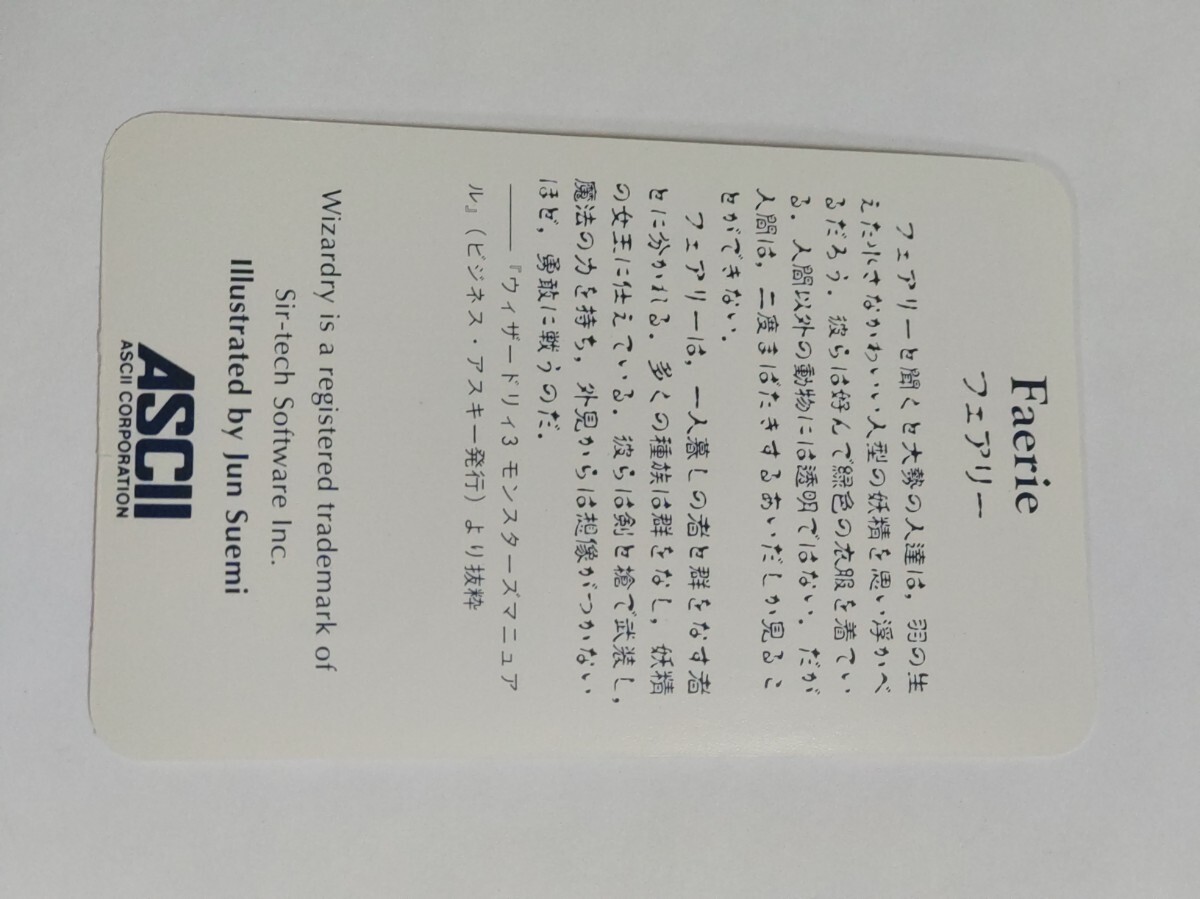 Faerie
フェアリー
フェアリーと聞くと大勢の人達は，羽の生
えた小さなかわいい人型の妖精を思い浮かべ
るだろう．彼らは好んで緑色の衣服を着てい
る．人間以外の動物には透明ではない．だが
人間は，二度まばたきするあいだしか見るこ
とができない．
フェアリーは，一人暮しの者と群をなす者
とに分かれる．多くの種族は群をなし，妖精
の女王に仕えている．彼らは剣と槍で武装し，
魔法の力を持ち，外見からは想像がつかない
ほど，勇敢に戦うのだ．
――『ウィザードリィ3 モンスターズマニュア
ル』（ビジネス・アスキー発行）より抜粋
Wizardry is a registered trademark of
Sir-tech Software Inc.
Illustrated by Jun Suemi
ASCII
ASCII CORPORATION